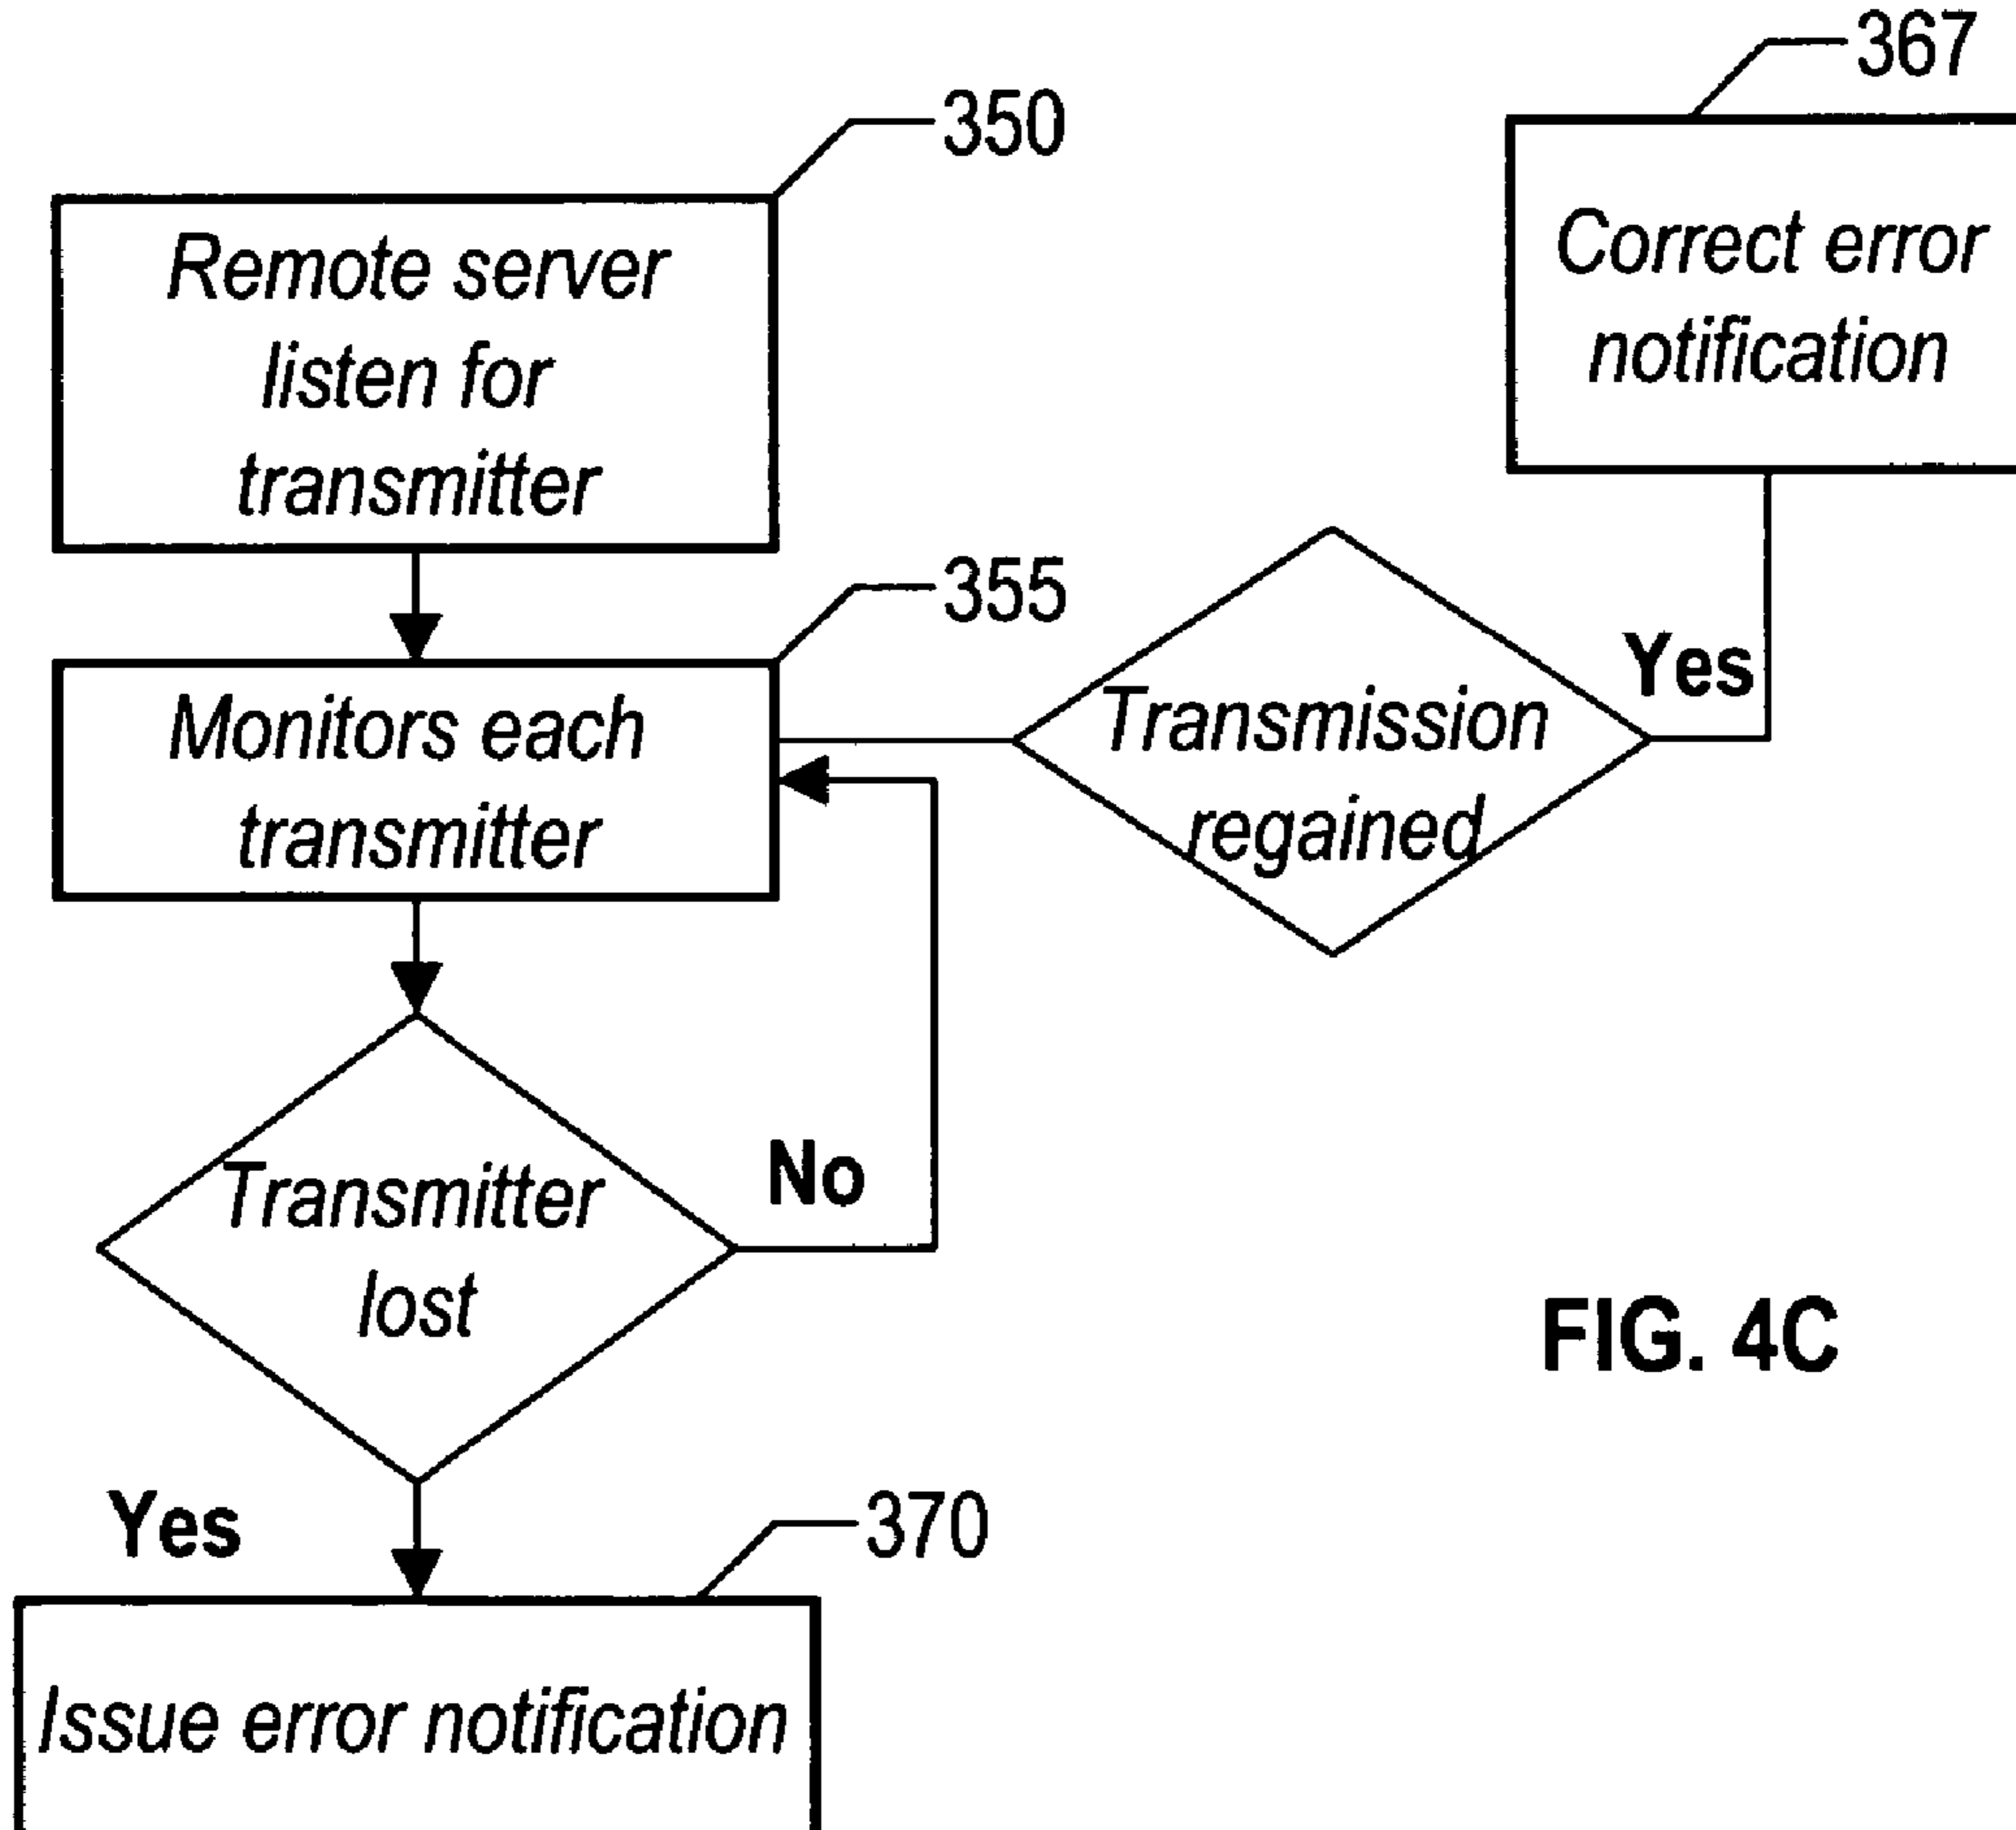 367
350
Remote server
listen for
transmitter
Correct error
notification
355
Monitors each
transmitter
Yes
Transmission
regained
No
Transmitter
lost
FIG. 4C
Yes
370
Issue error notification